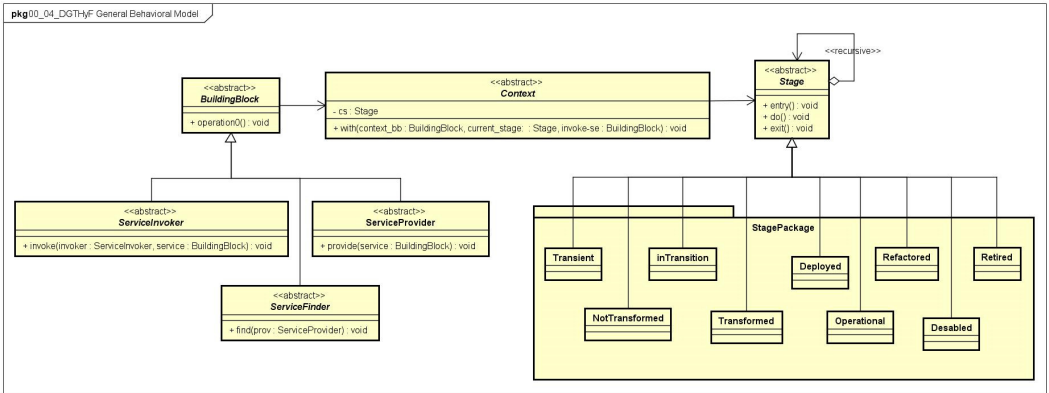 pkg 00_04_DGTHyF General Behavioral Model
<<recursive>>
<<abstract>>
BuildingBlock
+ operation0() : void
<<abstract>>
Context
- cs : Stage
+ with(context_bb : BuildingBlock, current_stage: : Stage, invoke-se : BuildingBlock) : void
<<abstract>>
Stage
+ entry() : void
+ do() : void
+ exit() : void
<<abstract>>
ServiceInvoker
+ invoke(invoker : ServiceInvoker, service : BuildingBlock) : void
<<abstract>>
ServiceProvider
+ provide(service : BuildingBlock) : void
<<abstract>>
ServiceFinder
+ find(prov : ServiceProvider) : void
StagePackage
Transient
inTransition
Deployed
Refactored
Retired
NotTransformed
Transformed
Operational
Desabled